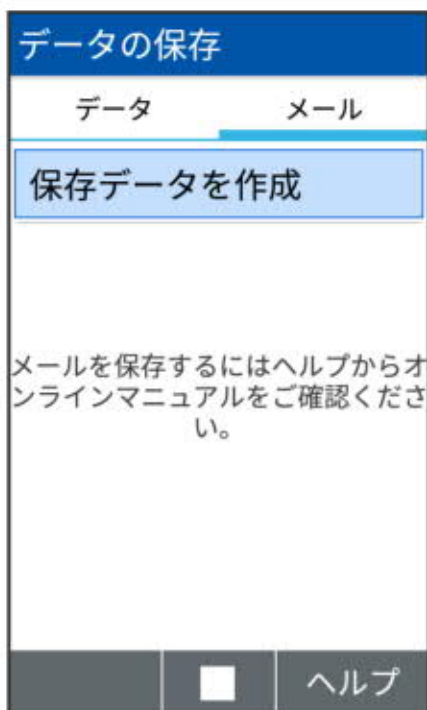 データの保存
データ
メール
保存データを作成
メールを保存するにはヘルプからオ
ンラインマニュアルをご確認くださ
い。
ヘルプ